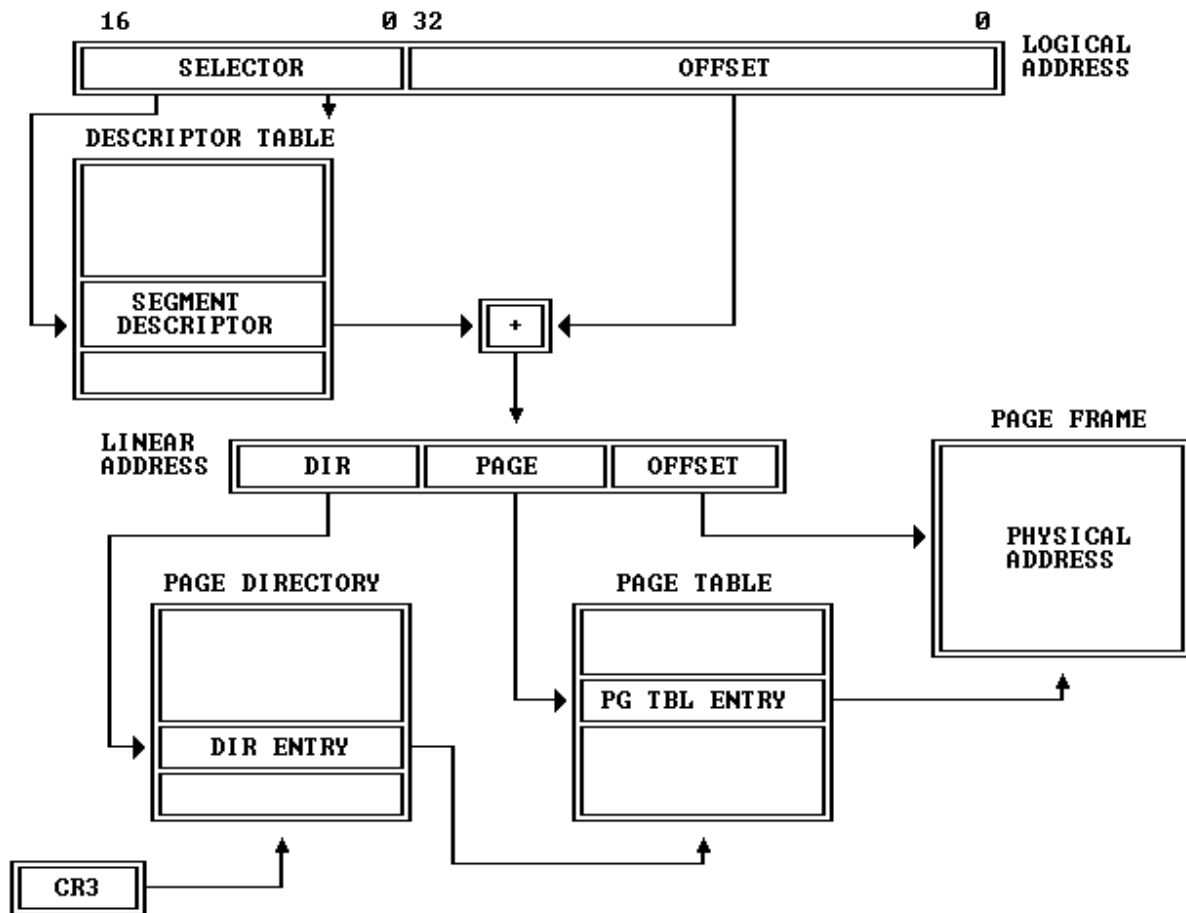 16 0 32 0
SELECTOR OFFSET
LOGICAL
ADDRESS
DESCRIPTOR TABLE
SEGMENT
DESCRIPTOR
+
LINEAR
ADDRESS
DIR PAGE OFFSET
PAGE FRAME
PHYSICAL
ADDRESS
PAGE DIRECTORY
PAGE TABLE
PG TBL ENTRY
DIR ENTRY
CR3